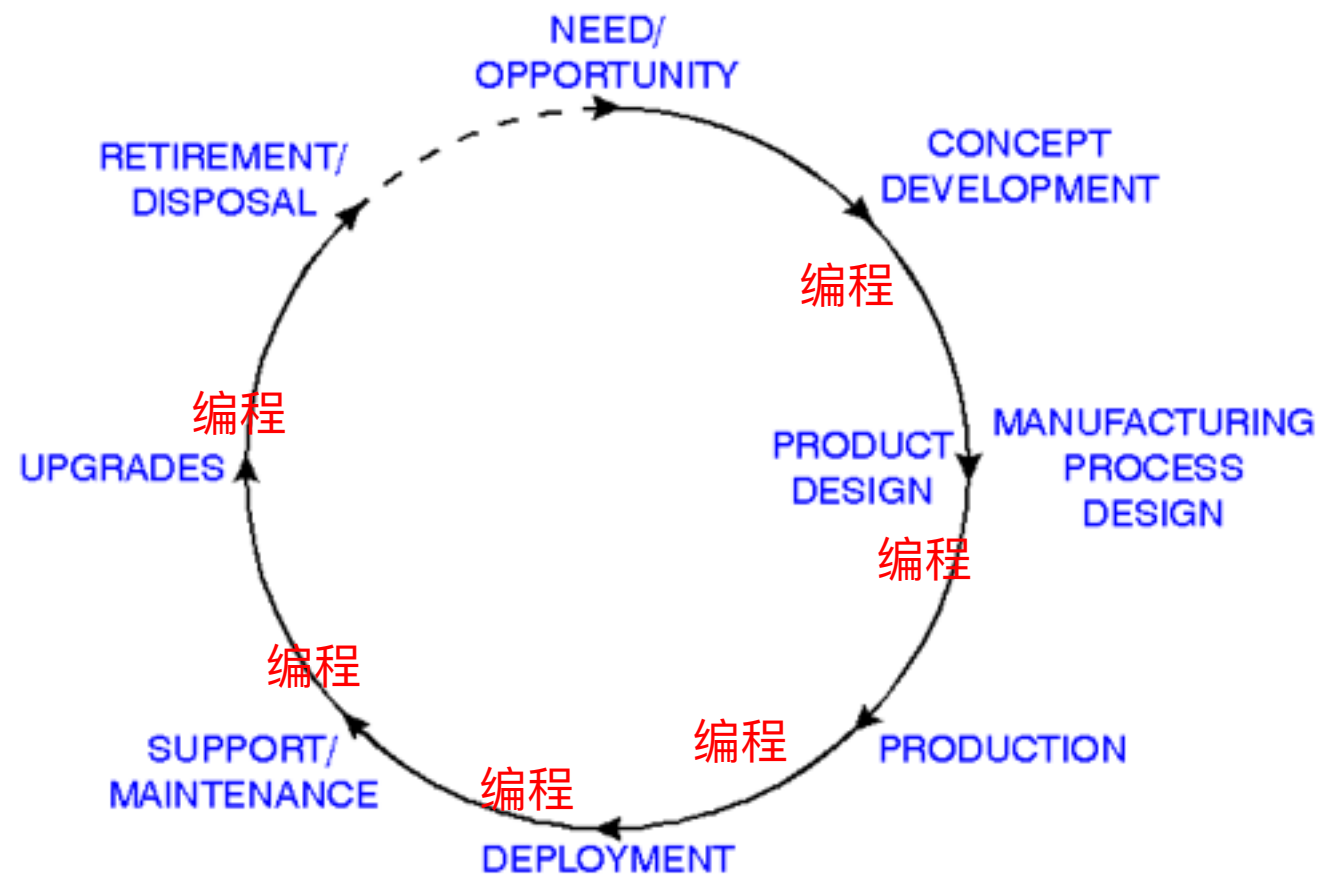 NEED/
OPPORTUNITY
CONCEPT
DEVELOPMENT
编程
MANUFACTURING
PROCESS
DESIGN
PRODUCT
DESIGN
编程
PRODUCTION
编程
DEPLOYMENT
编程
SUPPORT/
MAINTENANCE
编程
UPGRADES
编程
RETIREMENT/
DISPOSAL